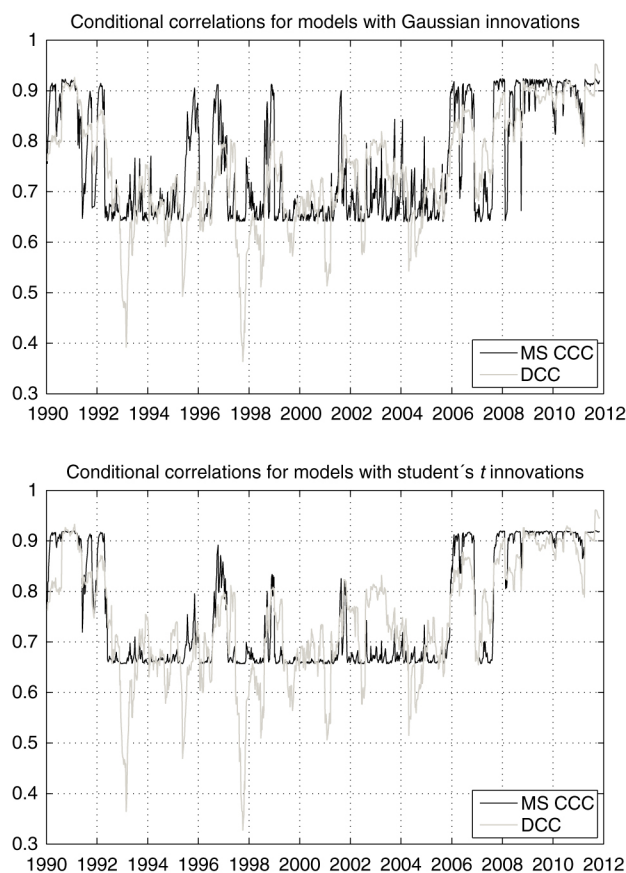 Conditional correlations for models with Gaussian innovations
1
0.9
0.8
0.7
0.6
0.5
0.4
0.3
MS CCC
DCC
1990 1992 1994 1996 1998 2000 2002 2004 2006 2008 2010 2012
Conditional correlations for models with student´s t innovations
1
0.9
0.8
0.7
0.6
0.5
0.4
0.3
MS CCC
DCC
1990 1992 1994 1996 1998 2000 2002 2004 2006 2008 2010 2012